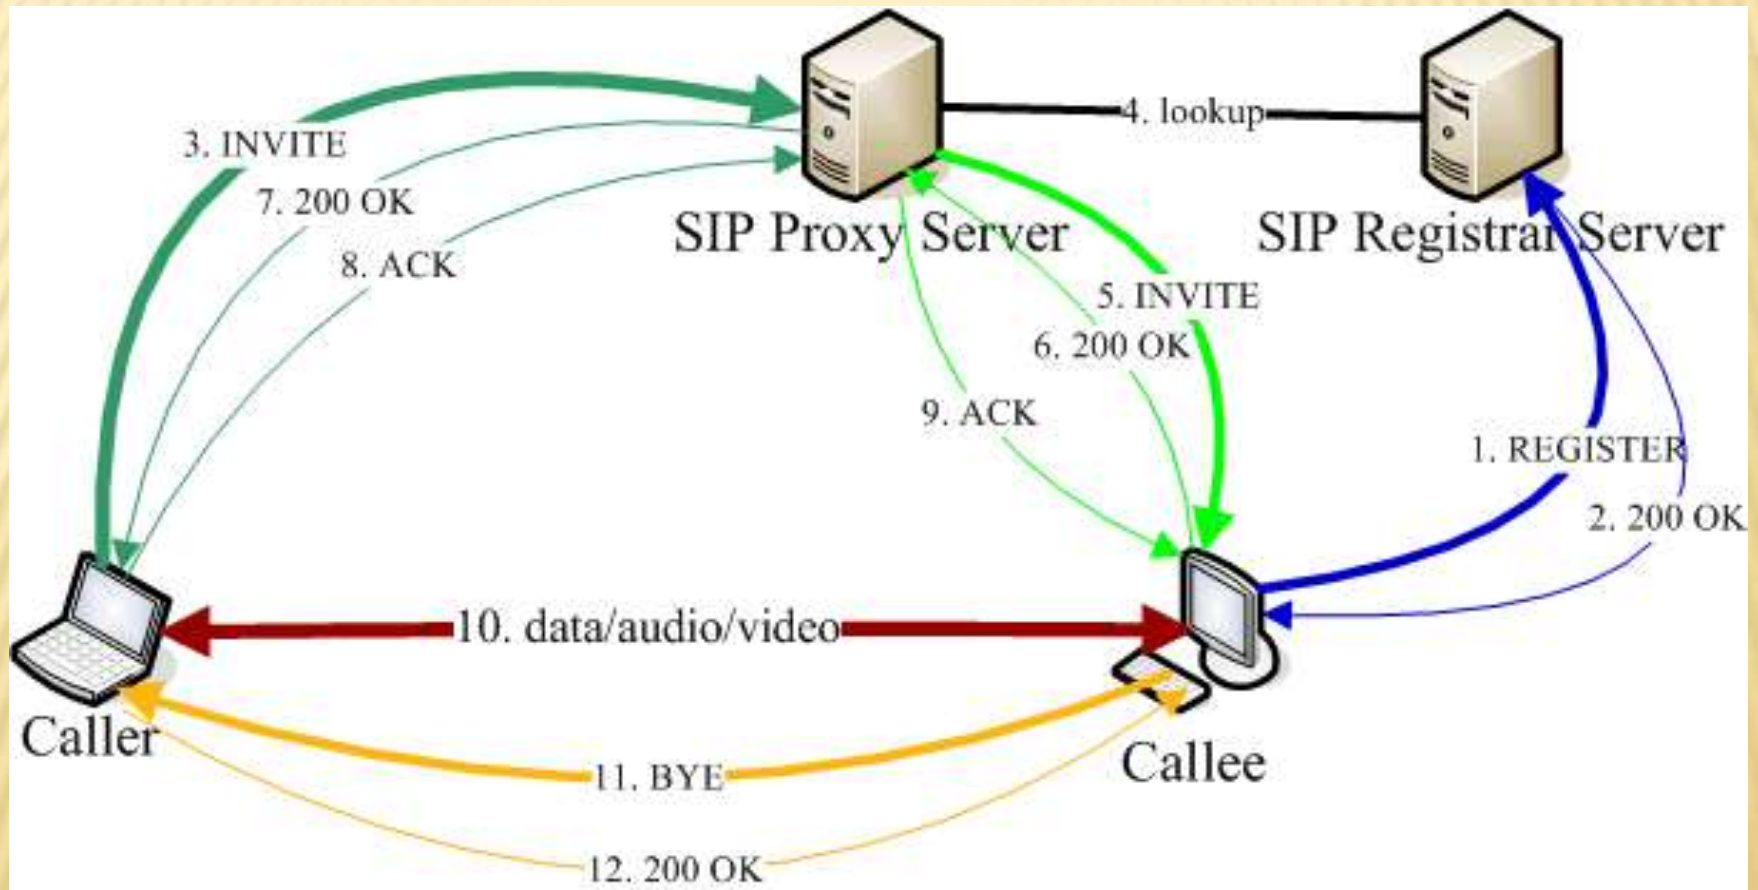 4. lookup
3. INVITE
7. 200 OK
SIP Proxy Server
SIP Registrar Server
8. ACK
5. INVITE
6. 200 OK
9. ACK
1. REGISTER
2. 200 OK
10. data/audio/video
Caller
Callee
11. BYE
12. 200 OK